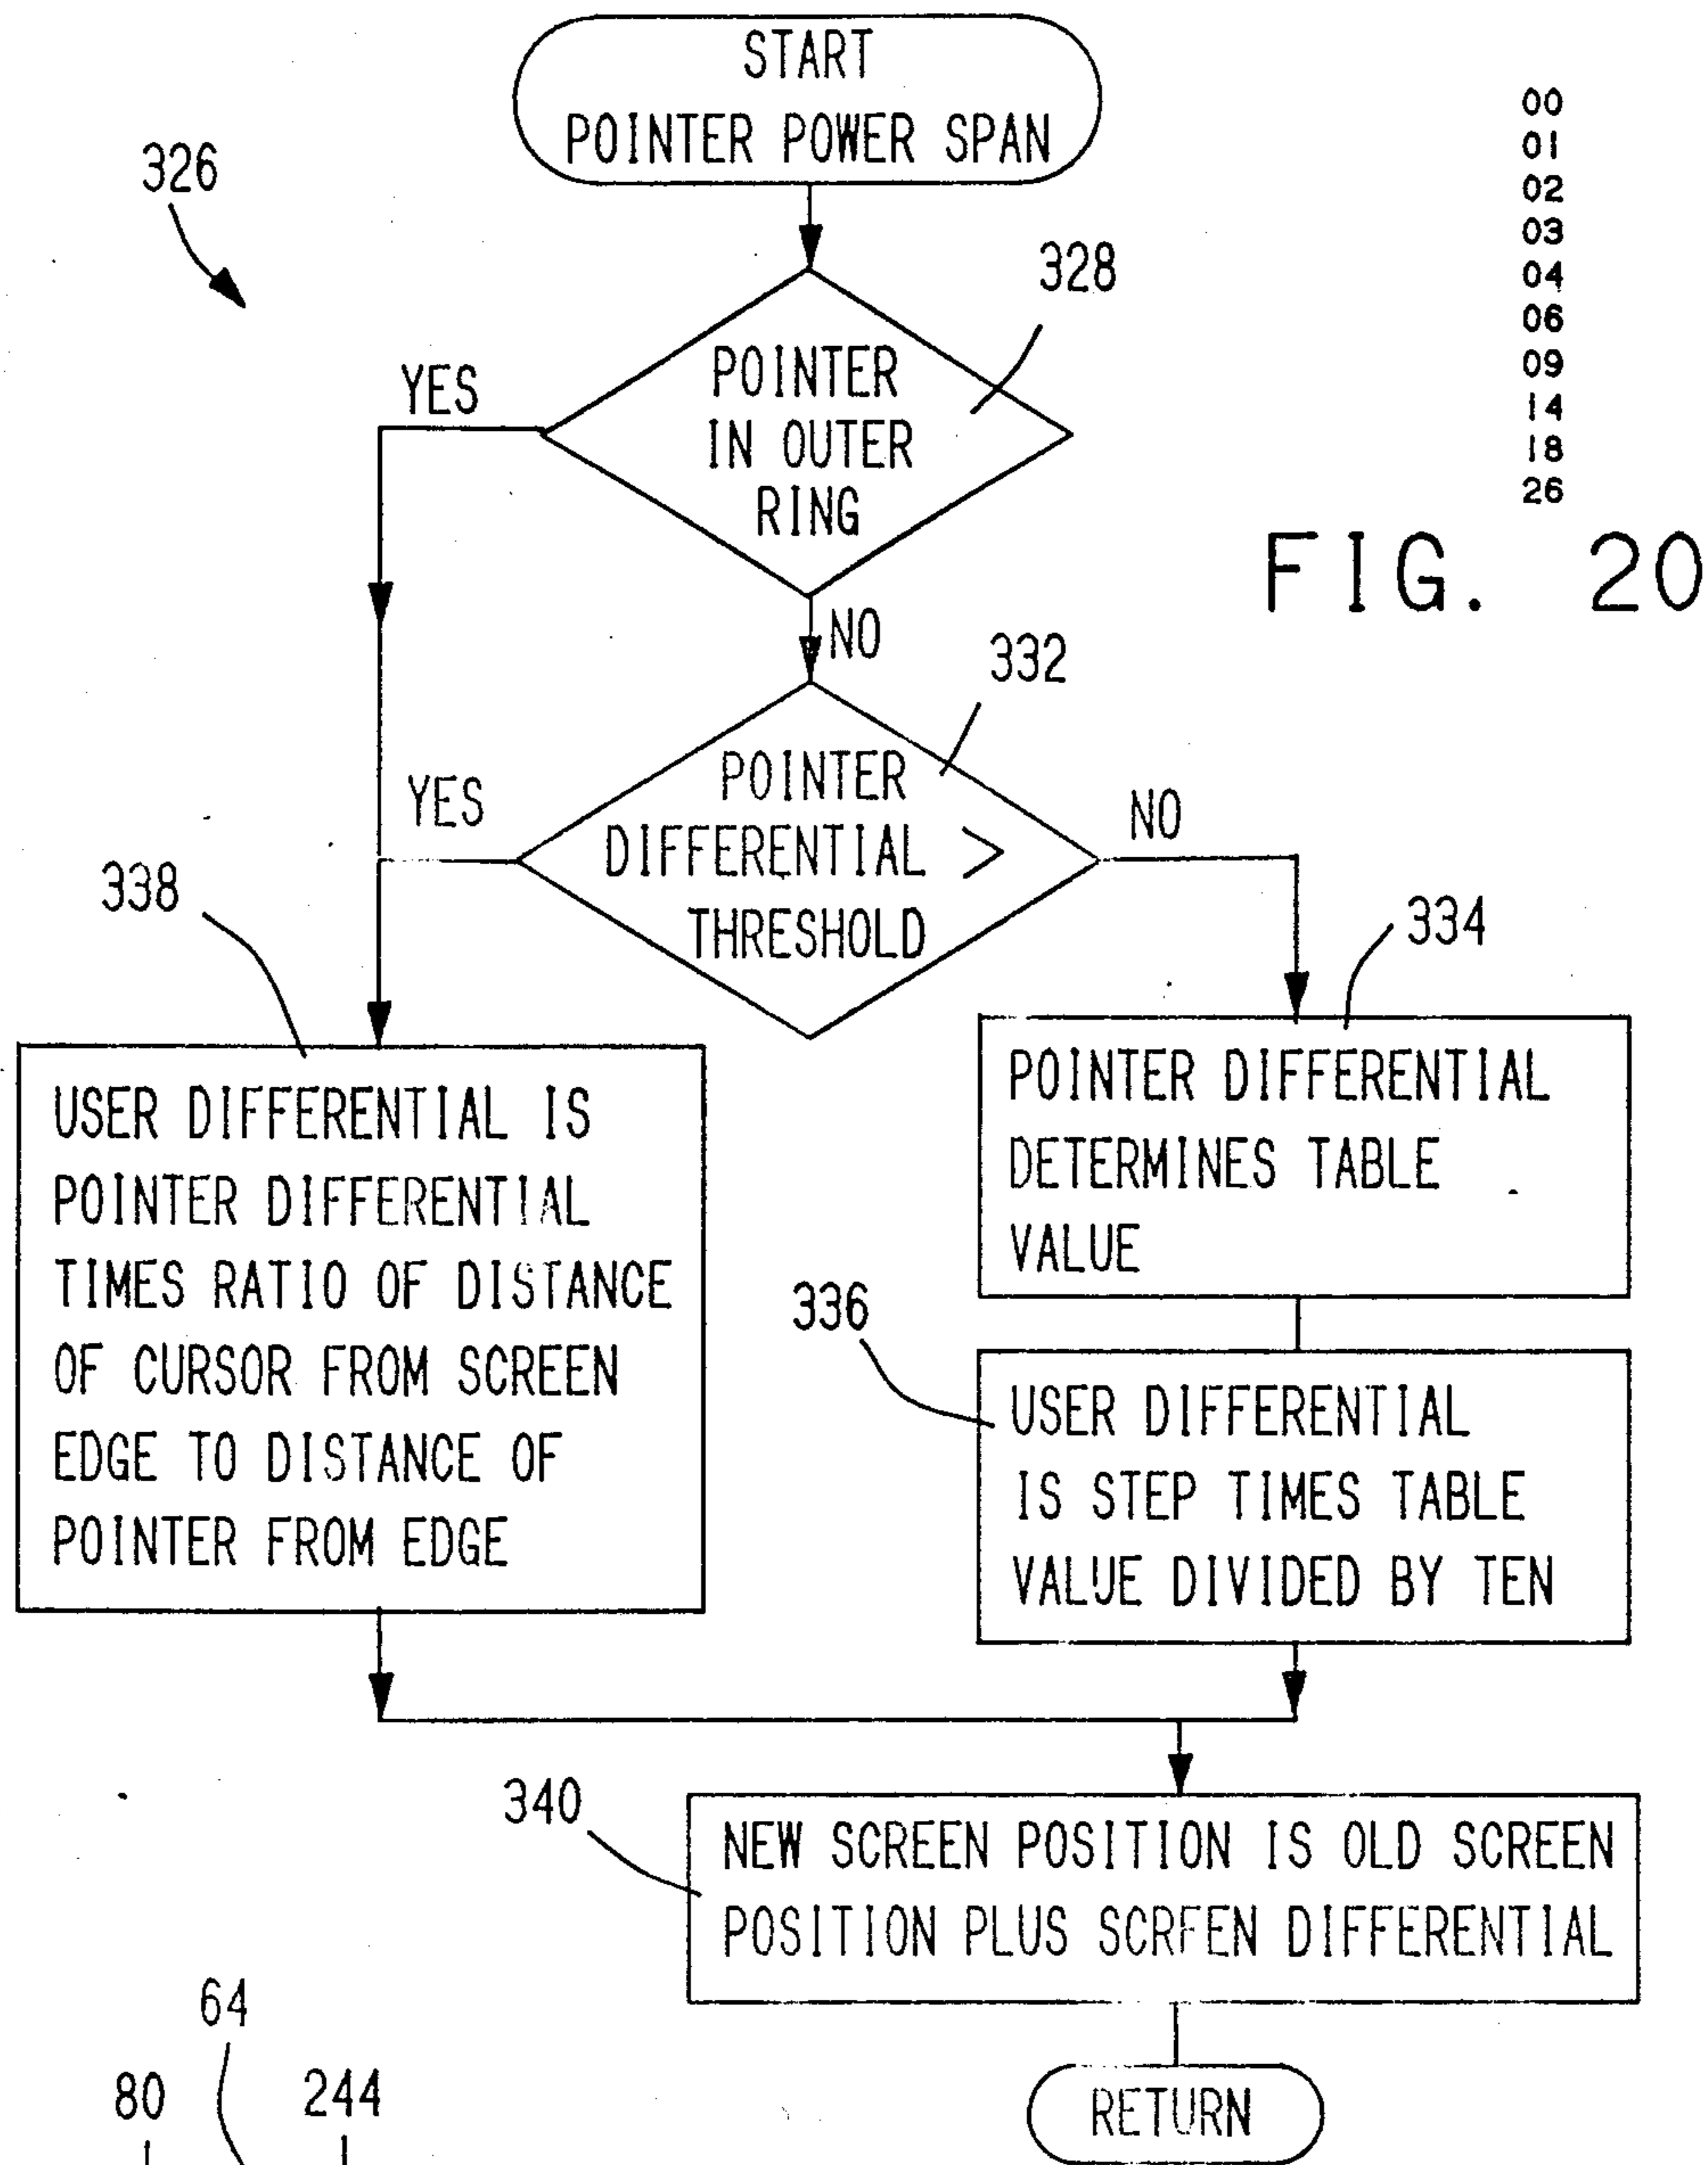 START
POINTER POWER SPAN
326
00
01
02
03
04
06
09
14
18
26
FIG. 20
328
POINTER
IN OUTER
RING
YES
NO
332
POINTER
DIFFERENTIAL >
THRESHOLD
YES
NO
338
334
USER DIFFERENTIAL IS
POINTER DIFFERENTIAL
TIMES RATIO OF DISTANCE
OF CURSOR FROM SCREEN
EDGE TO DISTANCE OF
POINTER FROM EDGE
POINTER DIFFERENTIAL
DETERMINES TABLE
VALUE
336
USER DIFFERENTIAL
IS STEP TIMES TABLE
VALUE DIVIDED BY TEN
340
NEW SCREEN POSITION IS OLD SCREEN
POSITION PLUS SCREEN DIFFERENTIAL
RETURN
64
80
244